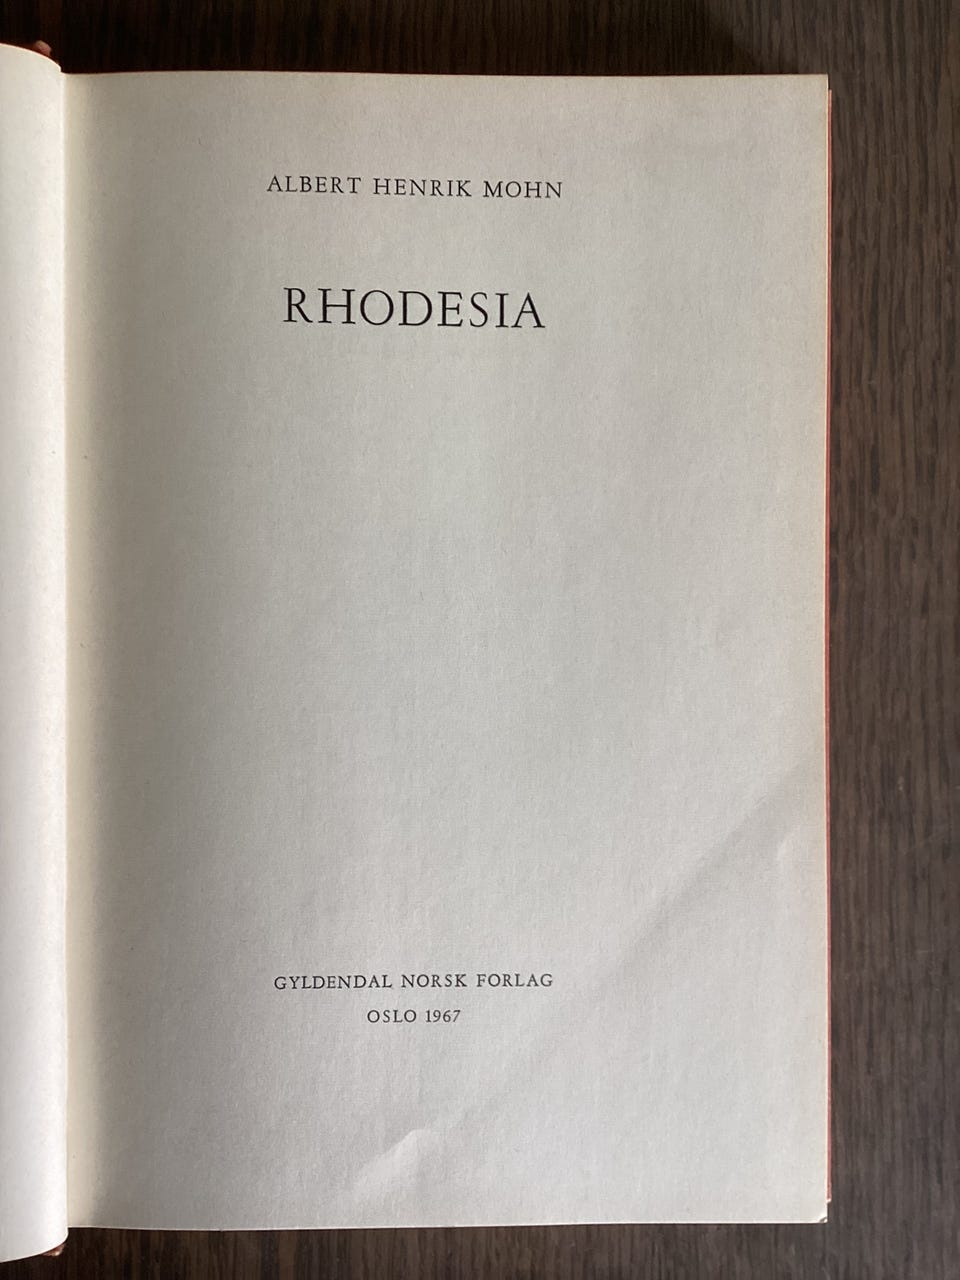 ALBERT HENRIK MOHN
RHODESIA
GYLDENDAL NORSK FORLAG
OSLO 1967